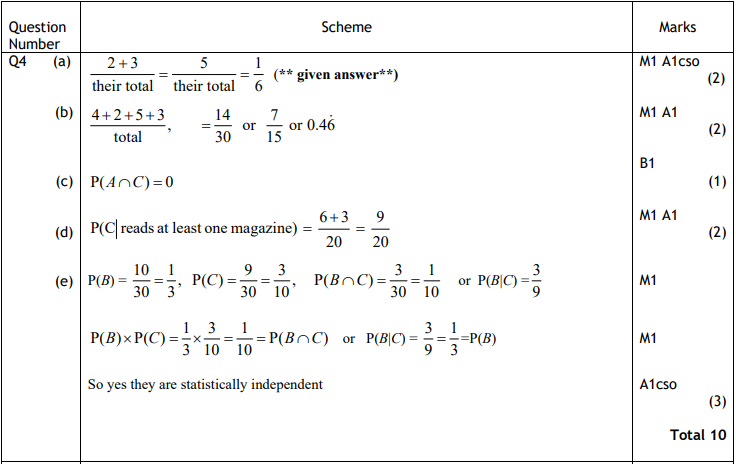 Question Number Scheme Marks
Q4 (a) (2+3)/(their total) = 5/(their total) = 1/6 (** given answer**) M1 A1cso
(2)
(b) (4+2+5+3)/total, = 14/30 or 7/15 or 0.46̇ M1 A1
(2)
B1
(c) P(A∩C) = 0 (1)
(d) P(C| reads at least one magazine) = (6+3)/20 = 9/20 M1 A1
(2)
(e) P(B) = 10/30 = 1/3, P(C) = 9/30 = 3/10, P(B∩C) = 3/30 = 1/10 or P(B|C) = 3/9 M1
P(B)×P(C) = 1/3 × 3/10 = 1/10 = P(B∩C) or P(B|C) = 3/9 = 1/3 =P(B) M1
So yes they are statistically independent A1cso
(3)
Total 10